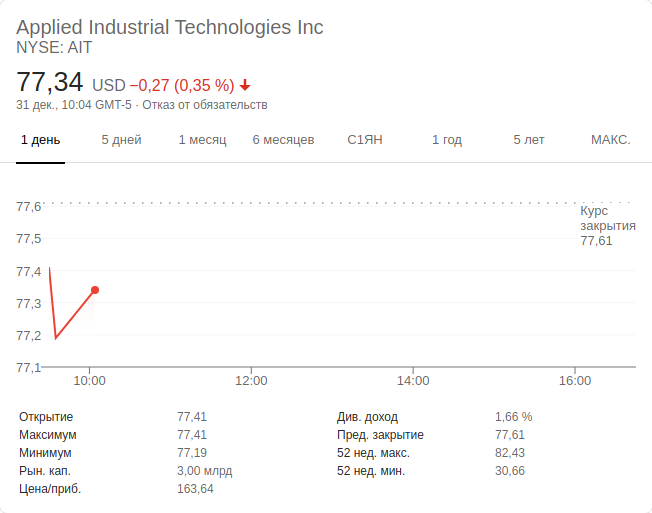 Applied Industrial Technologies Inc
NYSE: AIT
77,34 USD −0,27 (0,35 %)
31 дек., 10:04 GMT-5 · Отказ от обязательств
1 день 5 дней 1 месяц 6 месяцев С1ЯН 1 год 5 лет МАКС.
77,6
77,5
77,4
77,3
77,2
77,1
Курс
закрытия
77,61
10:00 12:00 14:00 16:00
Открытие 77,41
Максимум 77,41
Минимум 77,19
Рын. кап. 3,00 млрд
Цена/приб. 163,64
Див. доход 1,66 %
Пред. закрытие 77,61
52 нед. макс. 82,43
52 нед. мин. 30,66